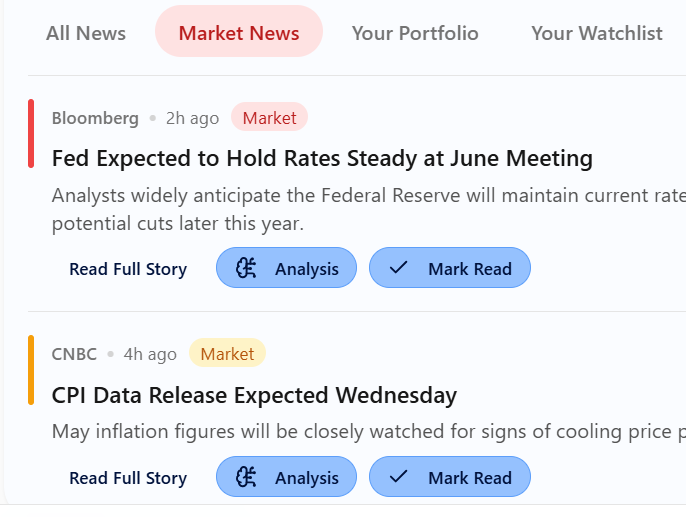 All News Market News Your Portfolio Your Watchlist
Bloomberg • 2h ago Market
Fed Expected to Hold Rates Steady at June Meeting
Analysts widely anticipate the Federal Reserve will maintain current rate
potential cuts later this year.
Read Full Story Analysis Mark Read
CNBC • 4h ago Market
CPI Data Release Expected Wednesday
May inflation figures will be closely watched for signs of cooling price p
Read Full Story Analysis Mark Read